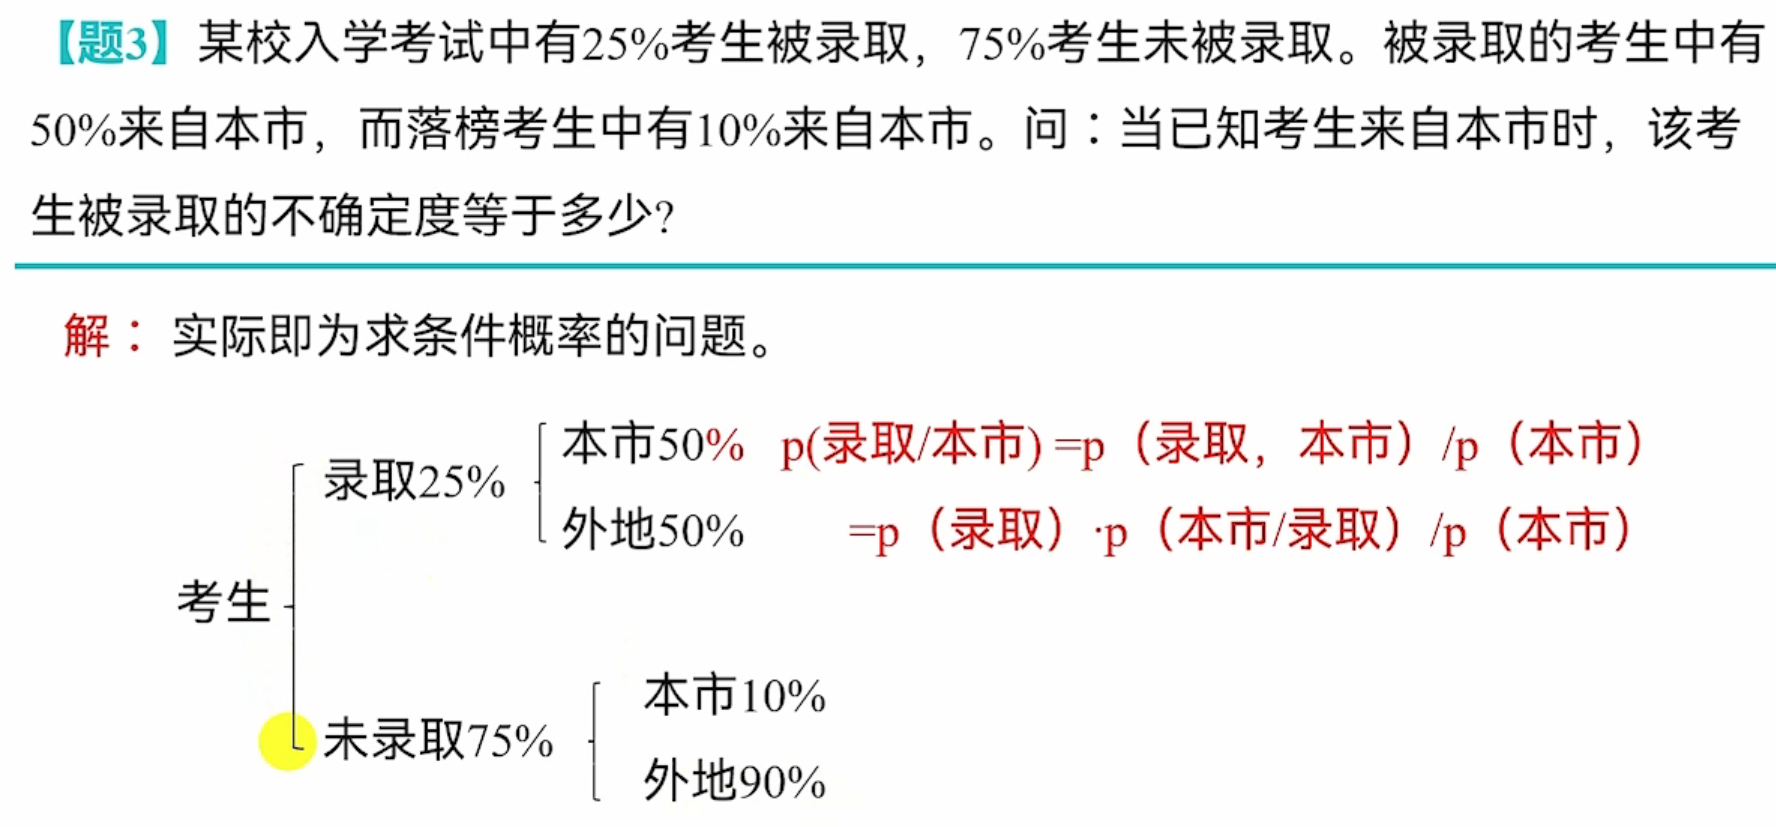 【题3】某校入学考试中有25%考生被录取，75%考生未被录取。被录取的考生中有
50%来自本市，而落榜考生中有10%来自本市。问：当已知考生来自本市时，该考
生被录取的不确定度等于多少?
解：实际即为求条件概率的问题。
本市50% p(录取/本市) =p（录取，本市）/p（本市）
录取25%
外地50% =p（录取）·p（本市/录取）/p（本市）
考生
本市10%
未录取75%
外地90%